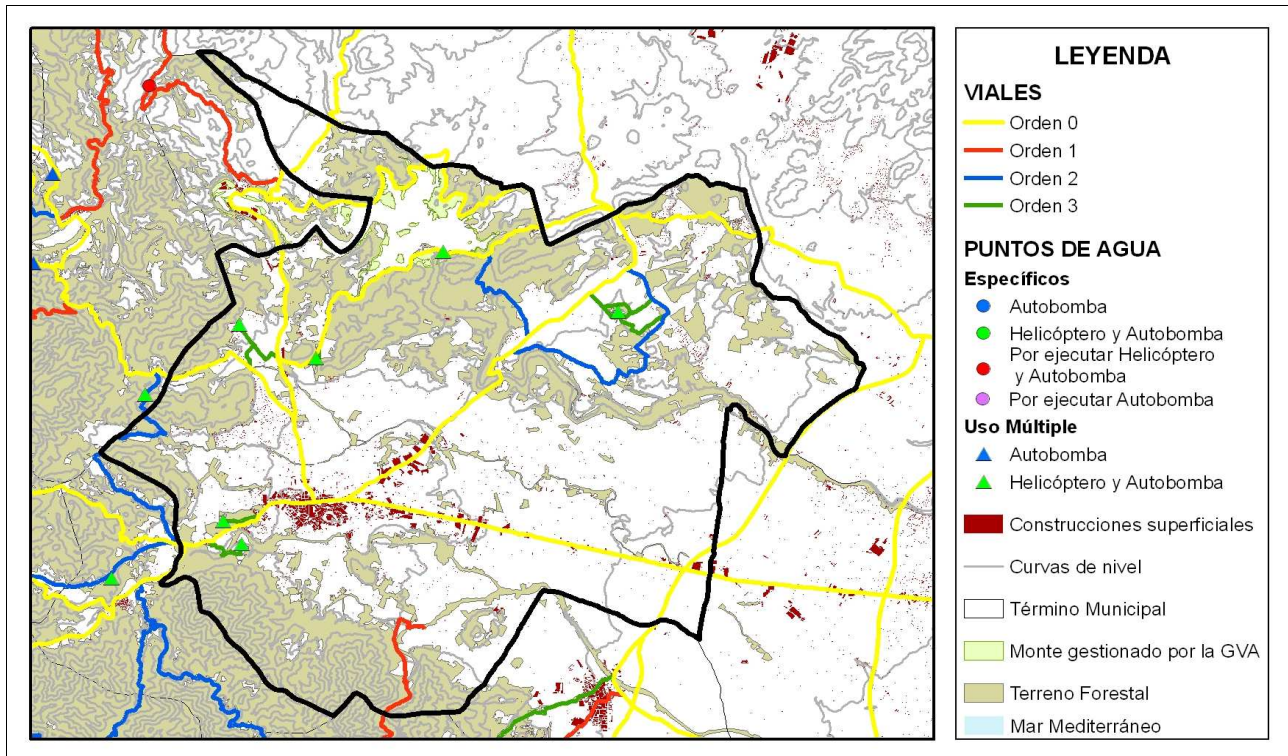 LEYENDA
VIALES
Orden 0
Orden 1
Orden 2
Orden 3
PUNTOS DE AGUA
Específicos
Autobomba
Helicóptero y Autobomba
Por ejecutar Helicóptero
y Autobomba
Por ejecutar Autobomba
Uso Múltiple
Autobomba
Helicóptero y Autobomba
Construcciones superficiales
Curvas de nivel
Término Municipal
Monte gestionado por la GVA
Terreno Forestal
Mar Mediterráneo